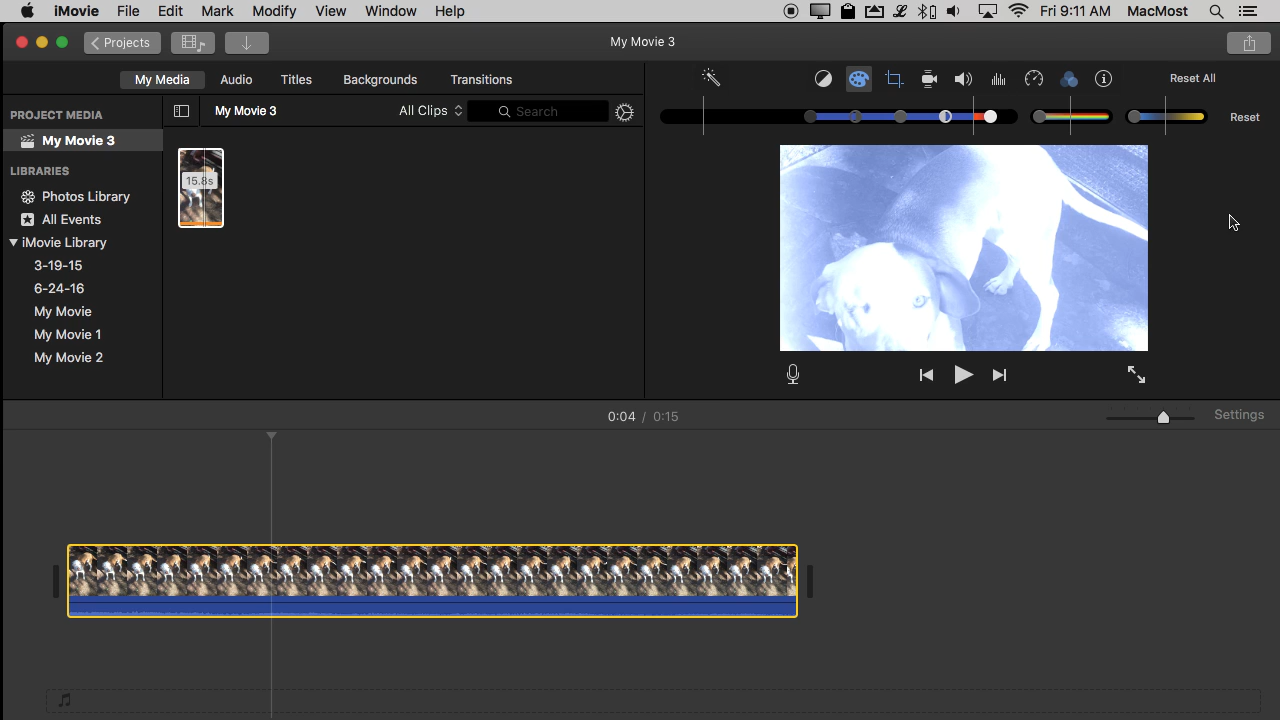 iMovie File Edit Mark Modify View Window Help Fri 9:11 AM MacMost
Projects My Movie 3
My Media Audio Titles Backgrounds Transitions Reset All
PROJECT MEDIA My Movie 3 All Clips Search Reset
My Movie 3
LIBRARIES
15.8s
Photos Library
All Events
iMovie Library
3-19-15
6-24-16
My Movie
My Movie 1
My Movie 2
0:04 / 0:15 Settings